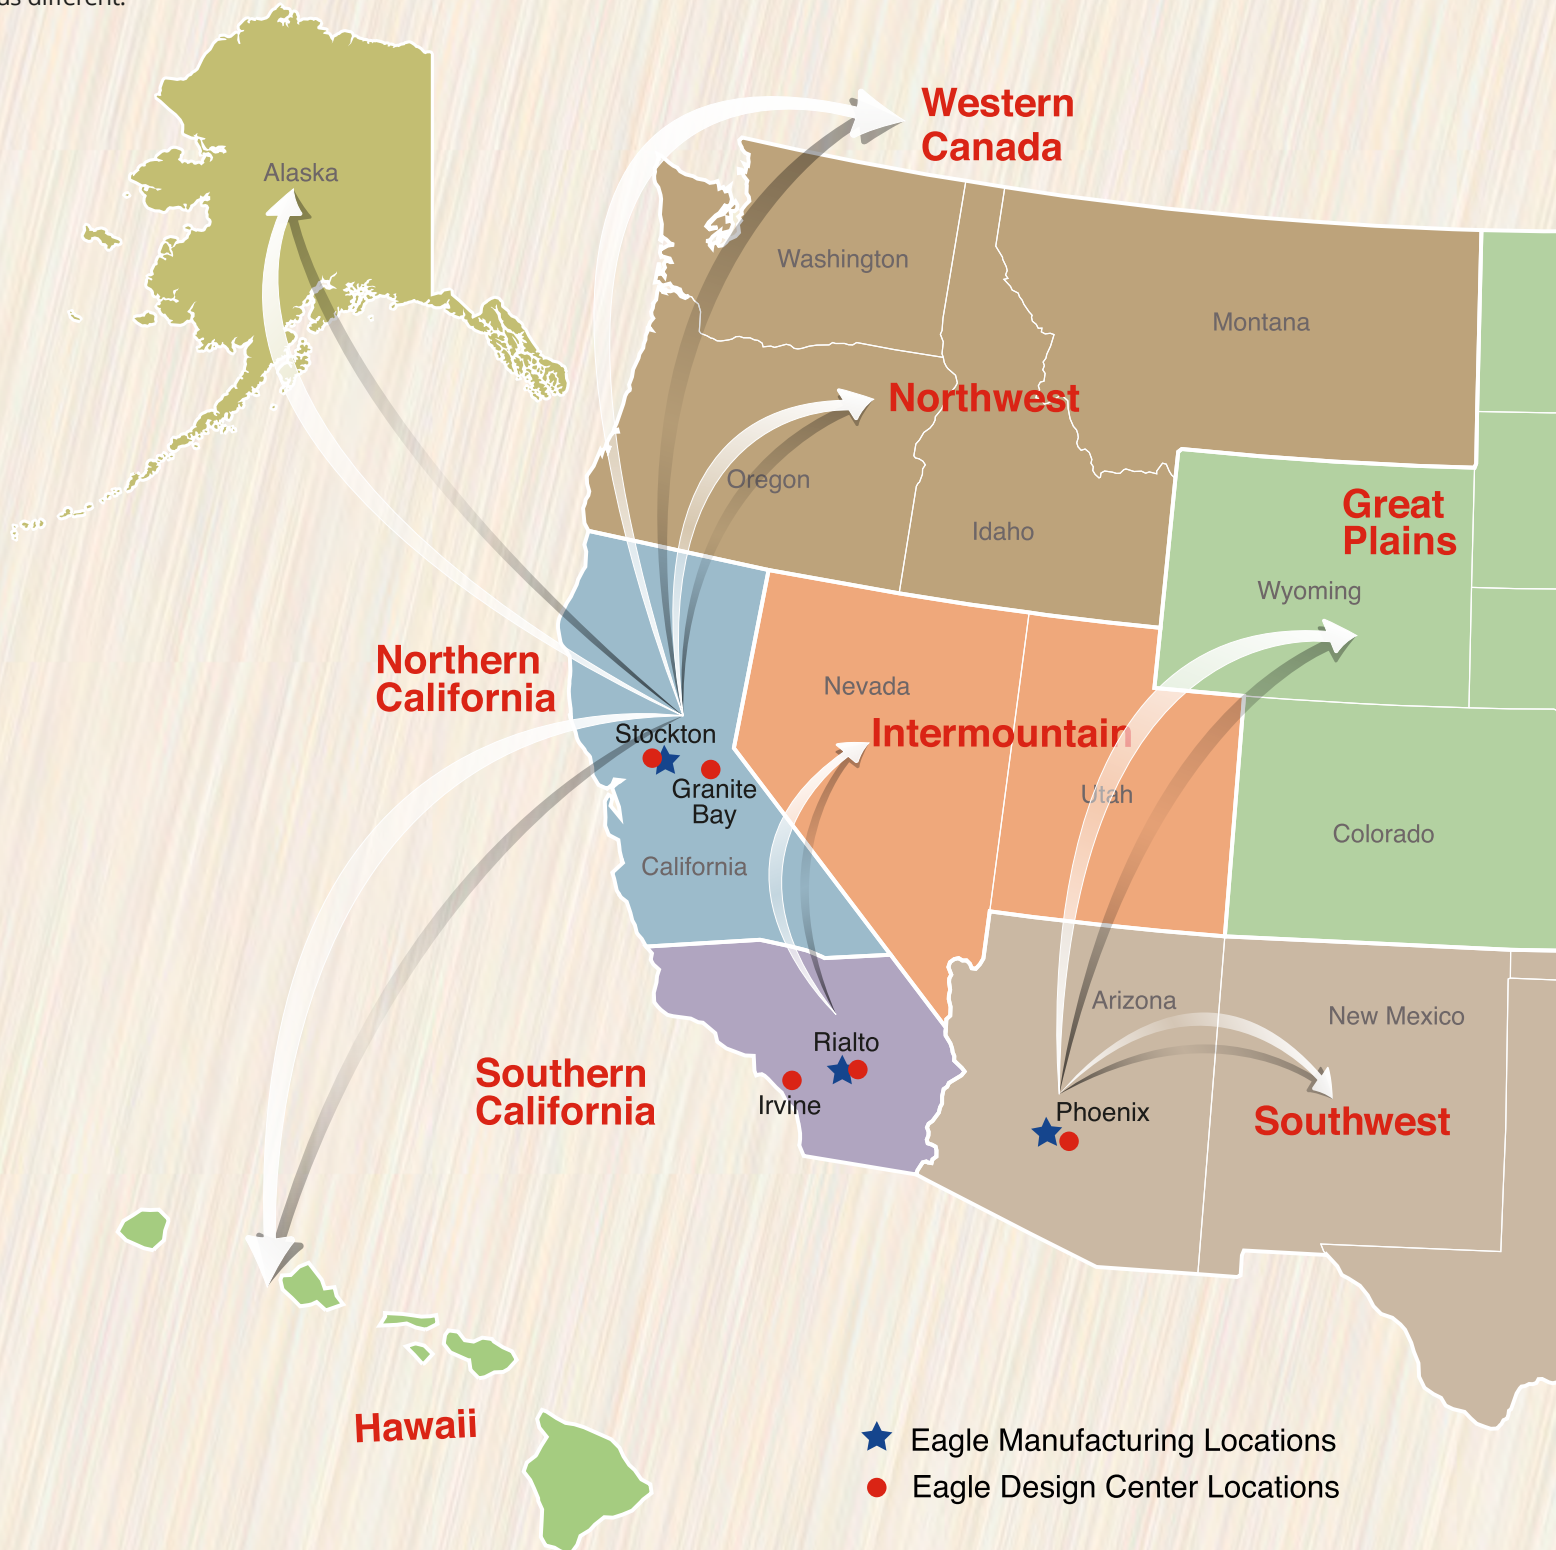 different.
Alaska
Western
Canada
Washington
Montana
Northwest
Oregon
Idaho
Great
Plains
Wyoming
Northern
California
Nevada
Intermountain
Stockton
Granite
Bay
Utah
Colorado
California
Arizona
New Mexico
Rialto
Southern
California
Irvine
Phoenix
Southwest
Hawaii
Eagle Manufacturing Locations
Eagle Design Center Locations